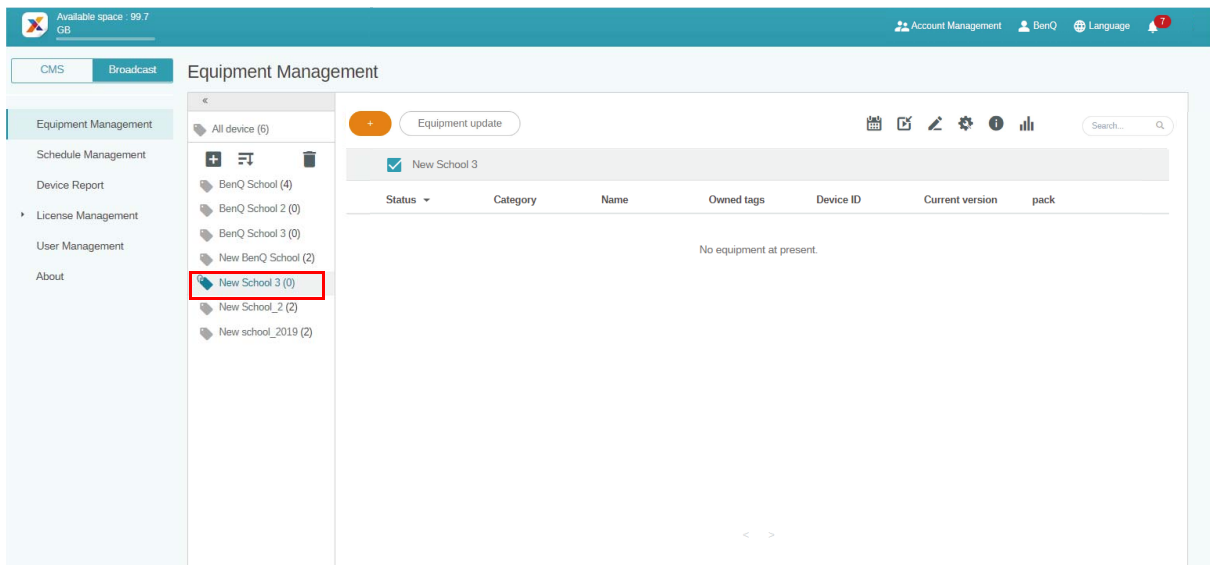 Available space : 99.7
GB
Account Management
BenQ
Language
7
CMS
Broadcast
Equipment Management
Schedule Management
Device Report
License Management
User Management
About
Equipment Management
«
All device (6)
BenQ School (4)
BenQ School 2 (0)
BenQ School 3 (0)
New BenQ School (2)
New School 3 (0)
New School_2 (2)
New school_2019 (2)
+
Equipment update
Search...
New School 3
Status Category Name Owned tags Device ID Current version pack
No equipment at present.
< >